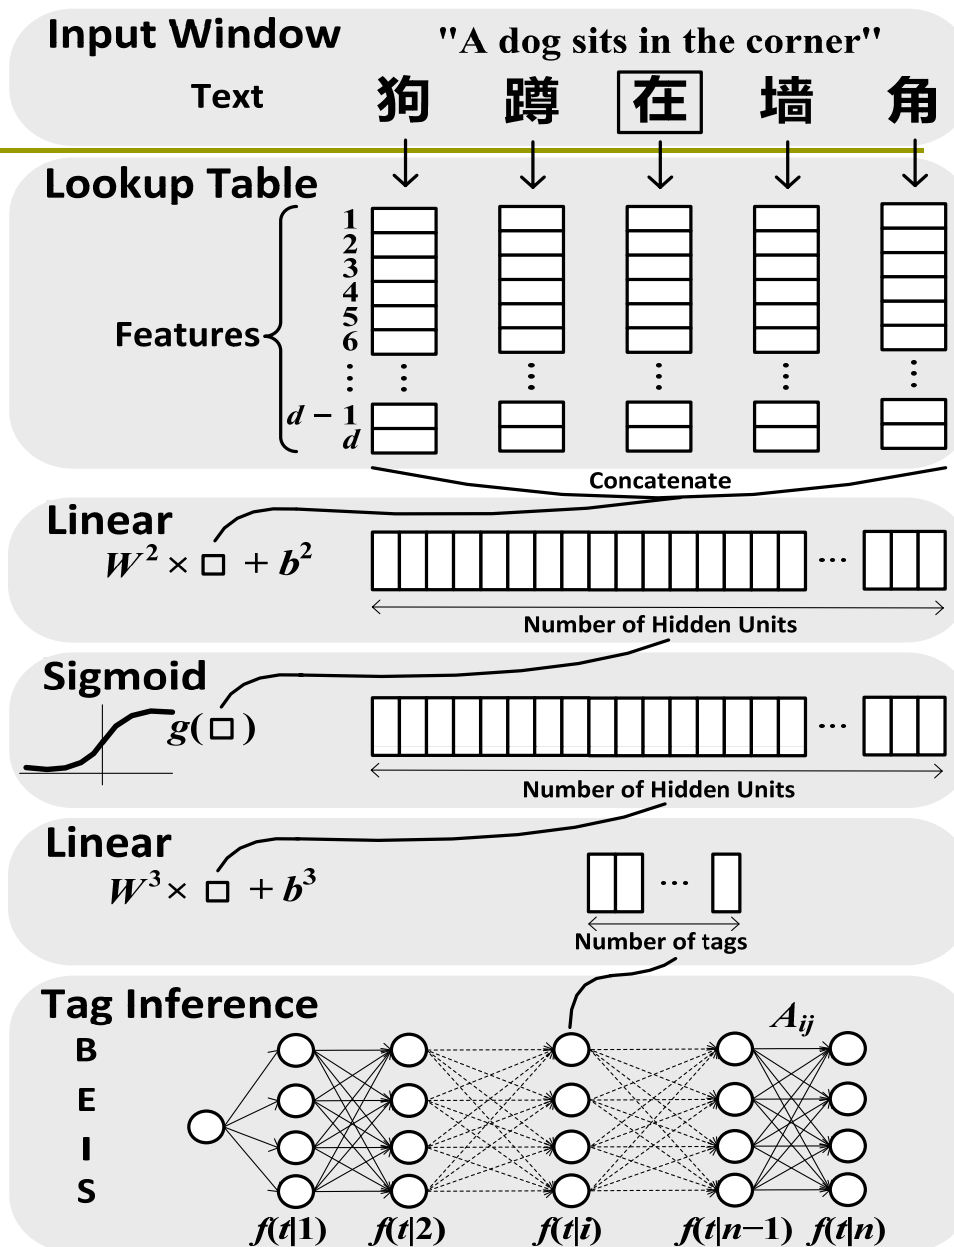 Input Window "A dog sits in the corner"
Text 狗 蹲 在 墙 角
Lookup Table
Features
1
2
3
4
5
6
⋮ ⋮ ⋮ ⋮ ⋮ ⋮
d − 1
d
Concatenate
Linear
W² × □ + b²
...
Number of Hidden Units
Sigmoid
g(□)
...
Number of Hidden Units
Linear
W³ × □ + b³
...
Number of tags
Tag Inference
A_ij
B
E
I
S
f(t|1) f(t|2) f(t|i) f(t|n−1) f(t|n)